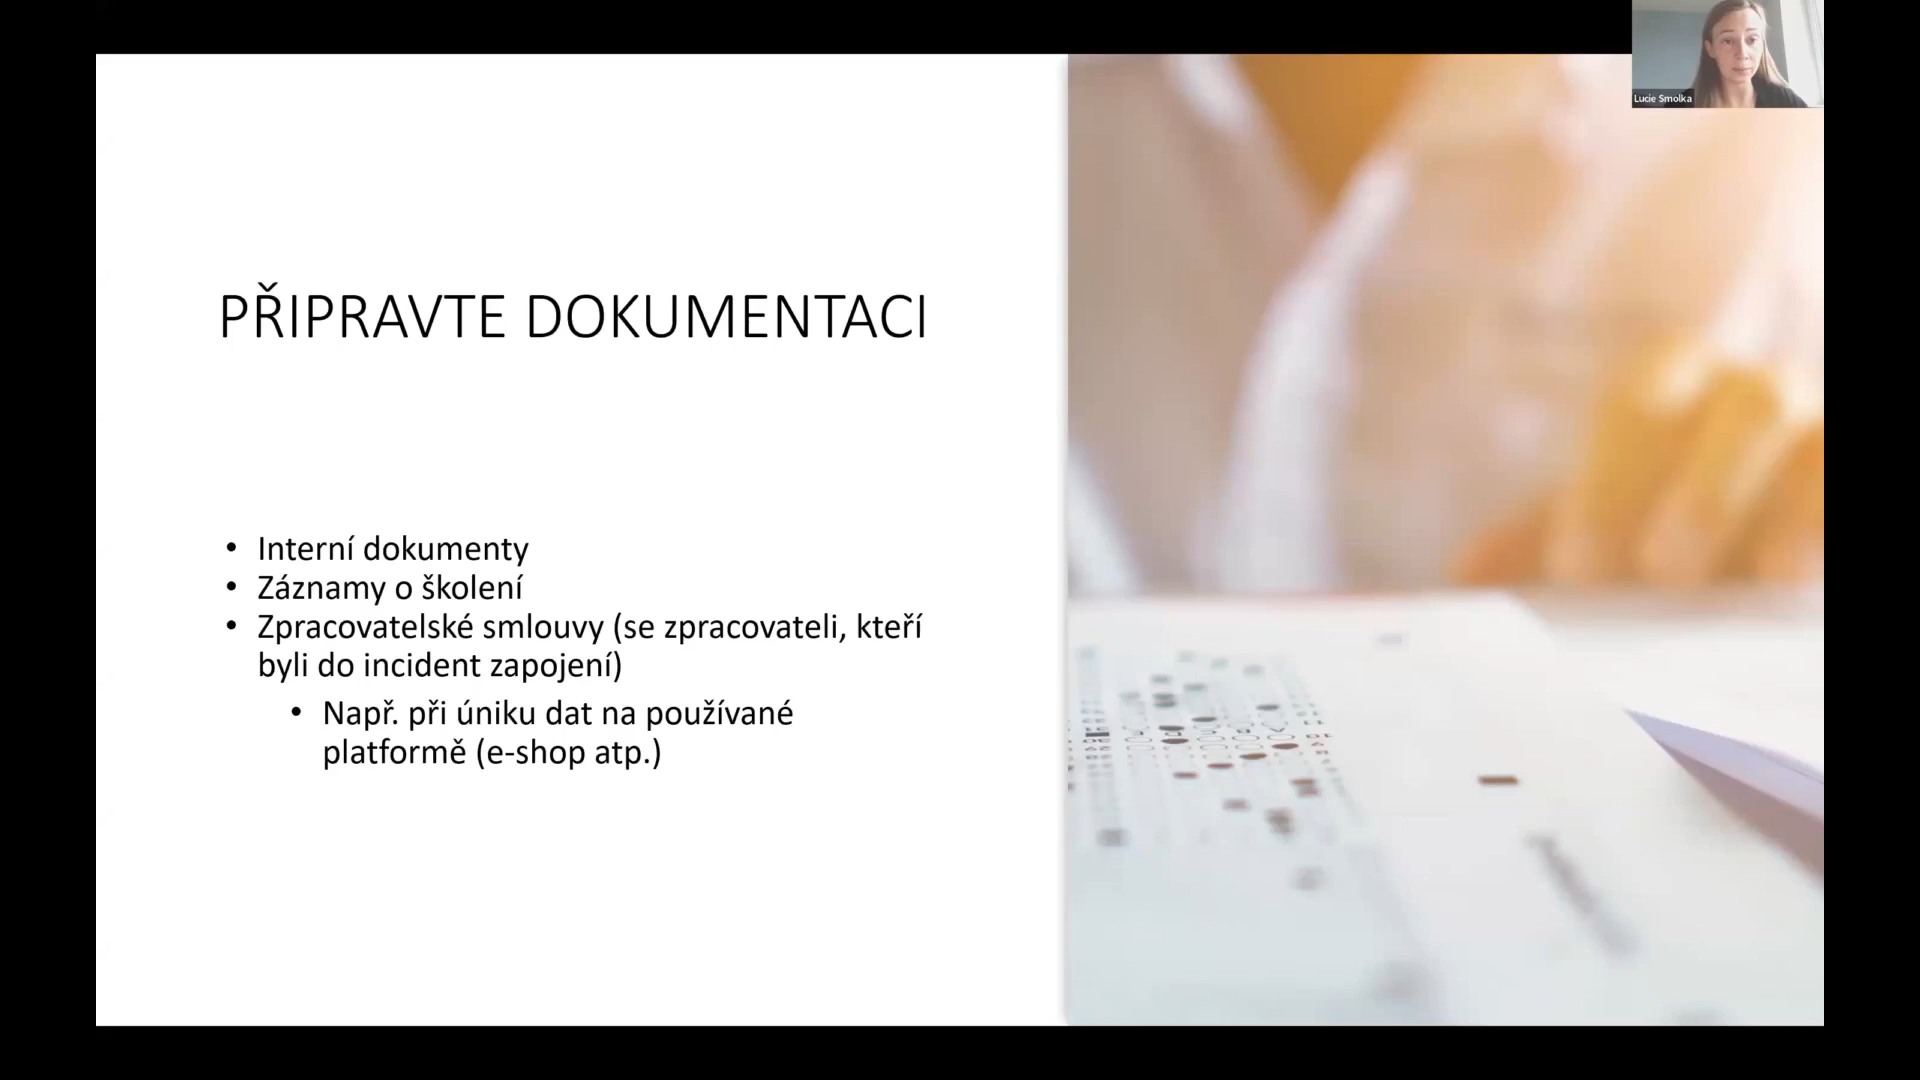 Lucie Smolka
PŘIPRAVTE DOKUMENTACI
• Interní dokumenty
• Záznamy o školení
• Zpracovatelské smlouvy (se zpracovateli, kteří
byli do incident zapojení)
• Např. při úniku dat na používané
platformě (e-shop atp.)